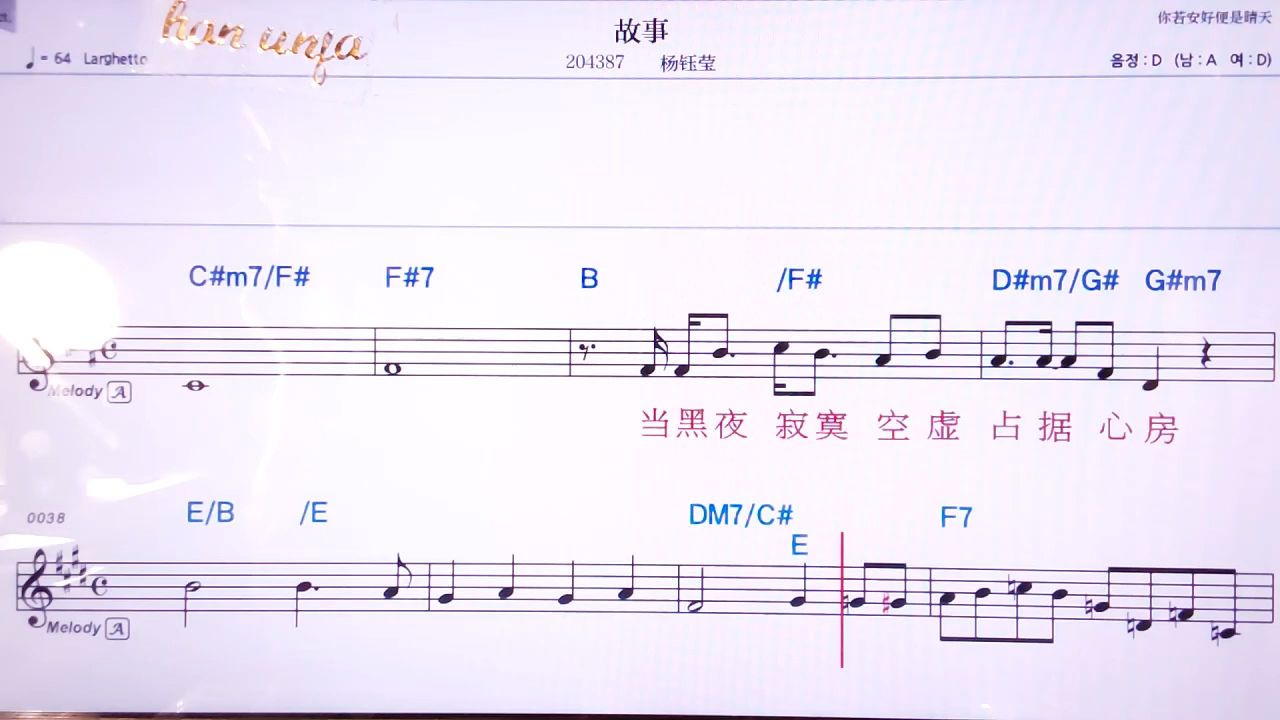 han unja
故事
你若安好便是晴天
♩= 64 Larghetto
204387 杨钰莹
음정 : D (남 : A 여 : D)
C#m7/F# F#7 B /F# D#m7/G# G#m7
Melody A
当黑夜 寂寞 空虚 占据 心房
E/B /E DM7/C# F7
0038
E
Melody A